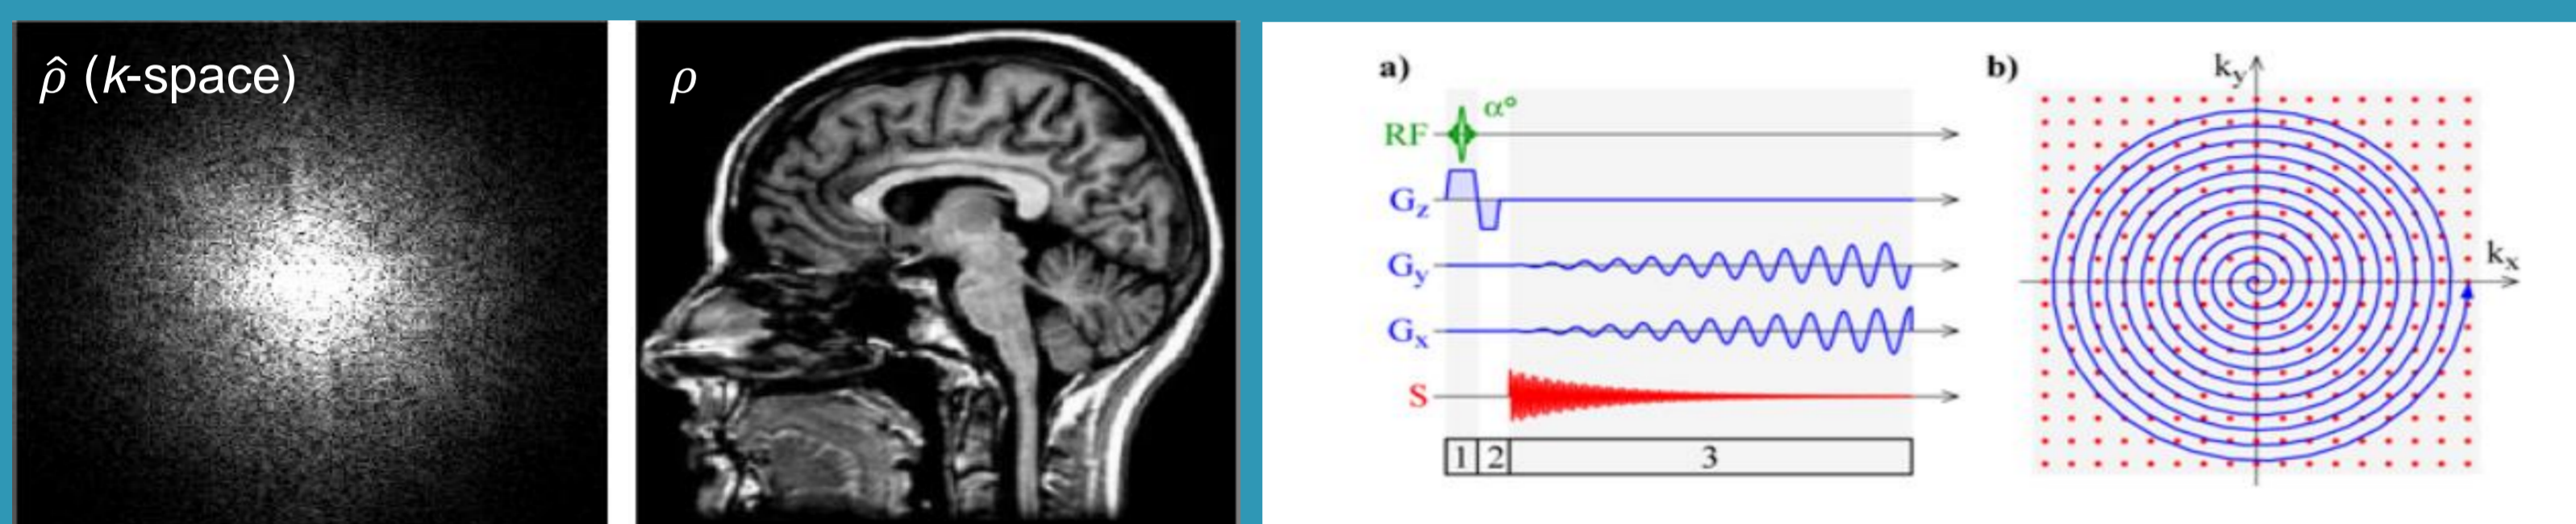 ρ̂ (k-space)
ρ
a)
RF
α°
Gz
Gy
Gx
S
1 2 3
b)
ky
kx